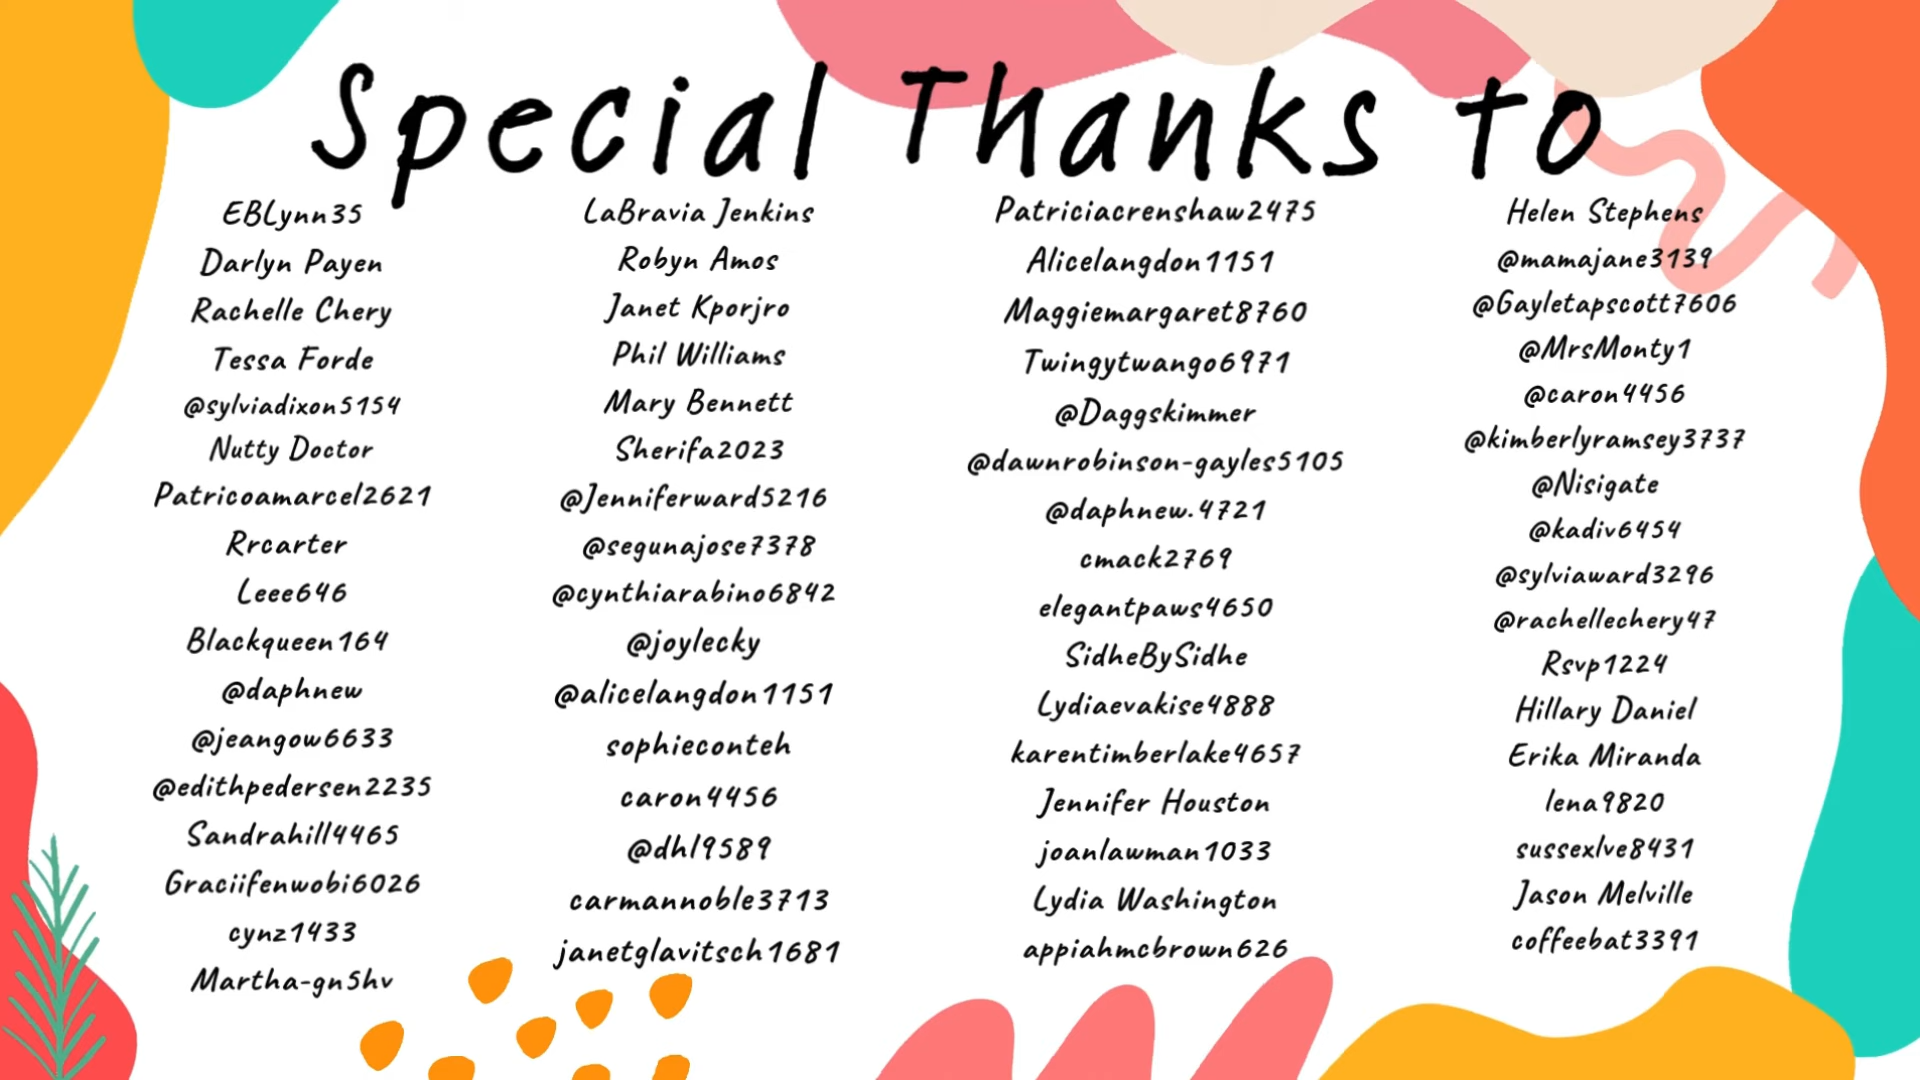 Special Thanks to
EBLynn35
Darlyn Payen
Rachelle Chery
Tessa Forde
@sylviadixon5154
Nutty Doctor
Patricoamarcel2621
Rrcarter
Leee646
Blackqueen164
@daphnew
@jeangow6633
@edithpedersen2235
Sandrahill4465
Graciifenwobi6026
cynz1433
Martha-gn5hv
LaBravia Jenkins
Robyn Amos
Janet Kporjro
Phil Williams
Mary Bennett
Sherifa2023
@Jenniferward5216
@segunajose7378
@cynthiarabino6842
@joylecky
@alicelangdon1151
sophieconteh
caron4456
@dhl9589
carmannoble3713
janetglavitsch1681
Patriciacrenshaw2475
Alicelangdon1151
Maggiemargaret8760
Twingytwango6971
@Daggskimmer
@dawnrobinson-gayles5105
@daphnew.4721
cmack2769
elegantpaws4650
SidheBySidhe
Lydiaevakise4888
karentimberlake4657
Jennifer Houston
joanlawman1033
Lydia Washington
appiahmcbrown626
Helen Stephens
@mamajane3139
@Gayletapscott7606
@MrsMonty1
@caron4456
@kimberlyramsey3737
@Nisigate
@kadiv6454
@sylviaward3296
@rachellechery47
Rsvp1224
Hillary Daniel
Erika Miranda
lena9820
sussexlve8431
Jason Melville
coffeebat3391